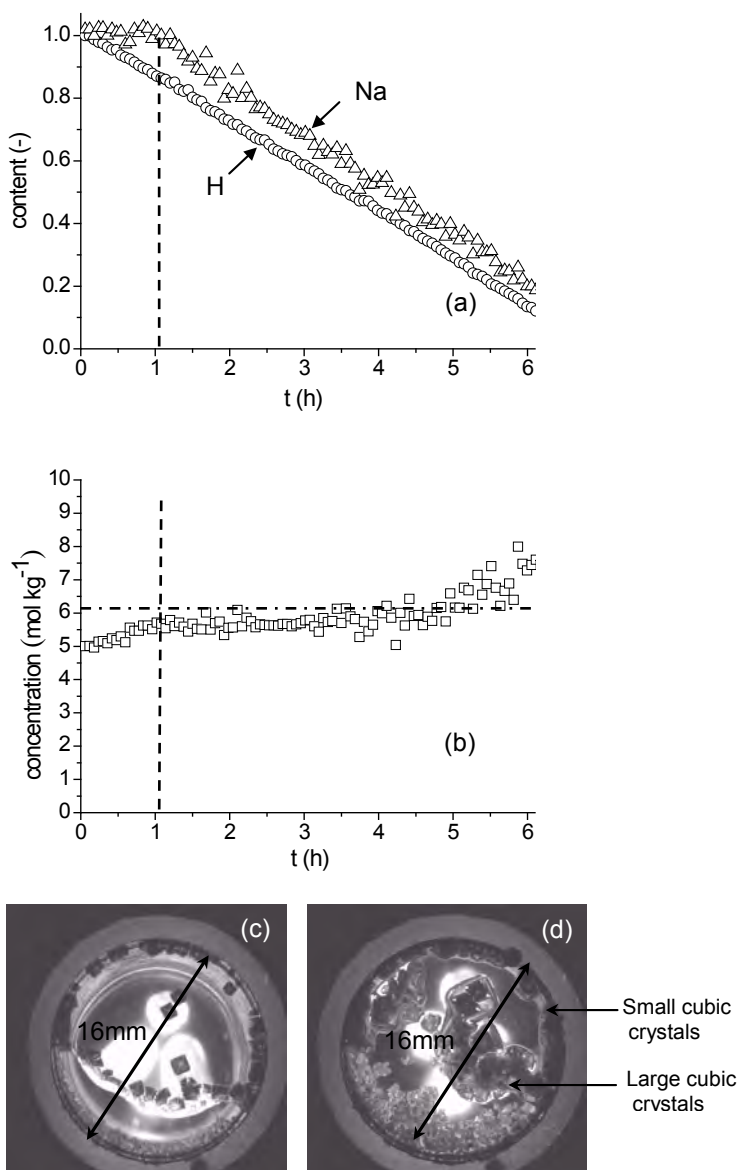 1.0
0.8
0.6
0.4
0.2
0.0
content (-)
Na
H
(a)
0 1 2 3 4 5 6
t (h)
10
9
8
7
6
5
4
3
2
1
0
concentration (mol kg-1)
(b)
0 1 2 3 4 5 6
t (h)
(c)
16mm
(d)
16mm
Small cubic
crystals
Large cubic
crvstals